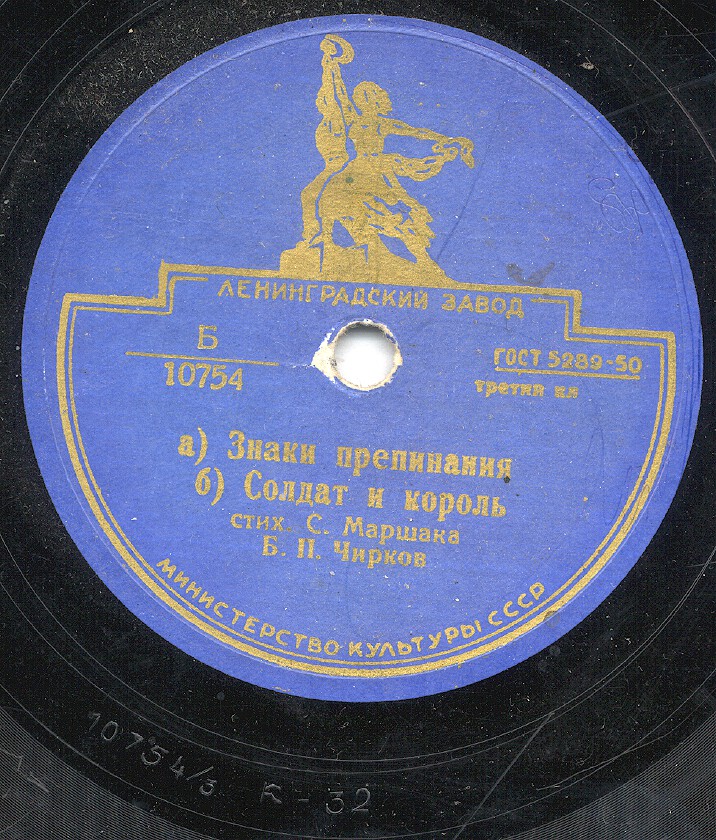 ЛЕНИНГРАДСКИЙ ЗАВОД
Б
10754
ГОСТ 5289-50
третий кл
а) Знаки препинания
б) Солдат и король
стих. С. Маршака
Б. П. Чирков
МИНИСТЕРСТВО КУЛЬТУРЫ СССР
10754/3 К-32